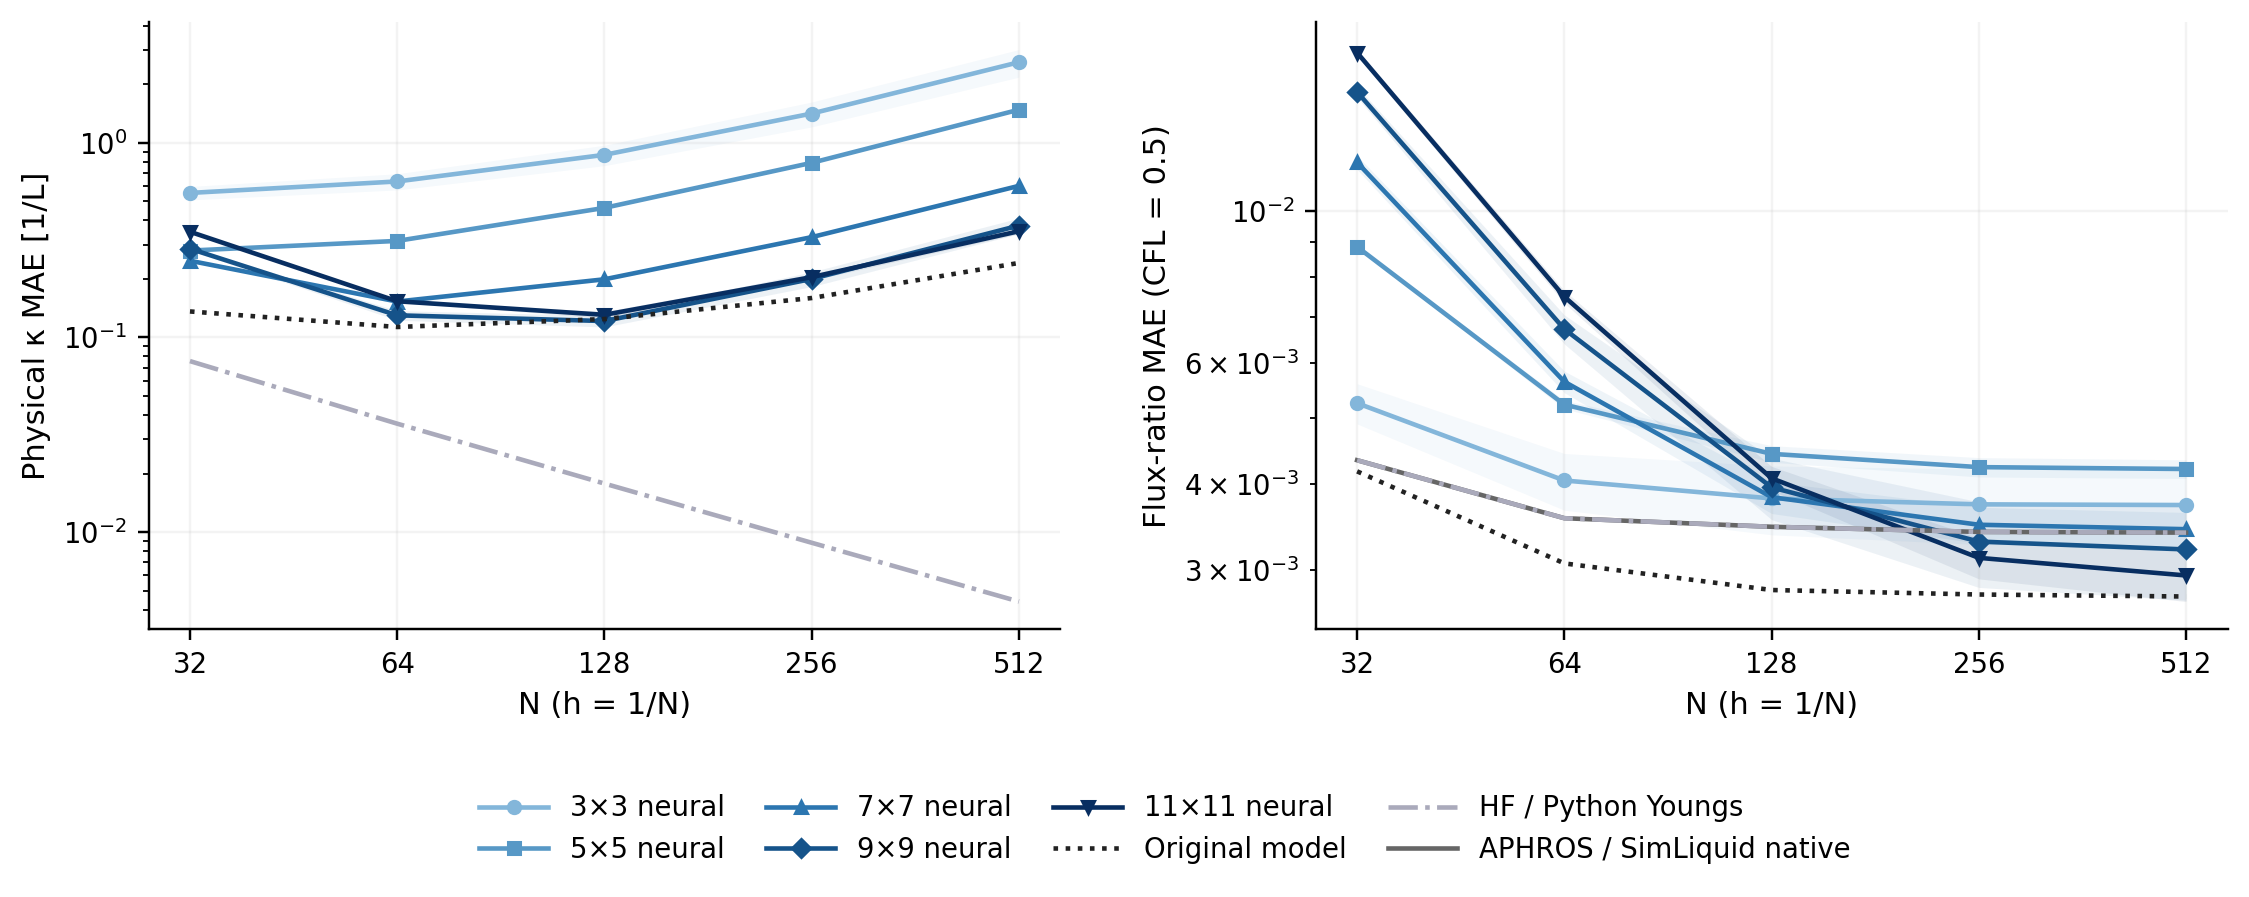 Physical κ MAE [1/L]
10⁰
10⁻¹
10⁻²
32 64 128 256 512
N (h = 1/N)
Flux-ratio MAE (CFL = 0.5)
10⁻²
6 × 10⁻³
4 × 10⁻³
3 × 10⁻³
32 64 128 256 512
N (h = 1/N)
3×3 neural 7×7 neural 11×11 neural HF / Python Youngs
5×5 neural 9×9 neural Original model APHROS / SimLiquid native